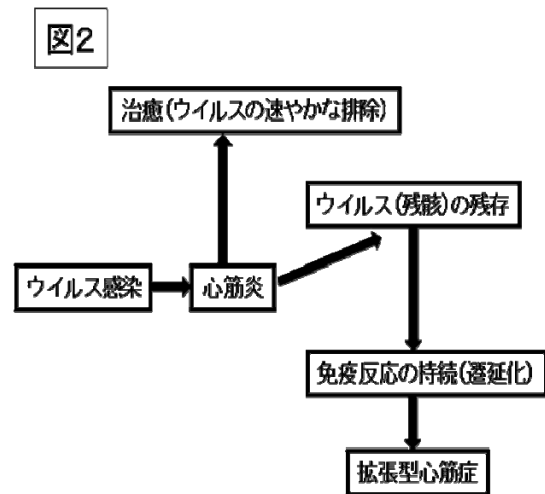 図2
治癒(ウイルスの速やかな排除)
ウイルス(残骸)の残存
ウイルス感染
心筋炎
免疫反応の持続(遷延化)
拡張型心筋症